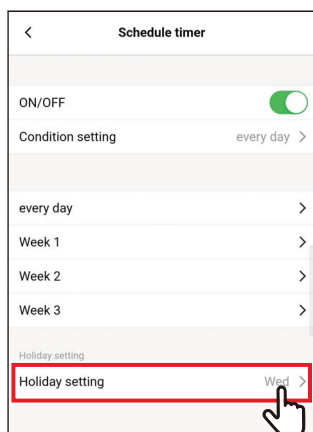 Schedule timer
ON/OFF
Condition setting every day
every day
Week 1
Week 2
Week 3
Holiday setting
Holiday setting Wed